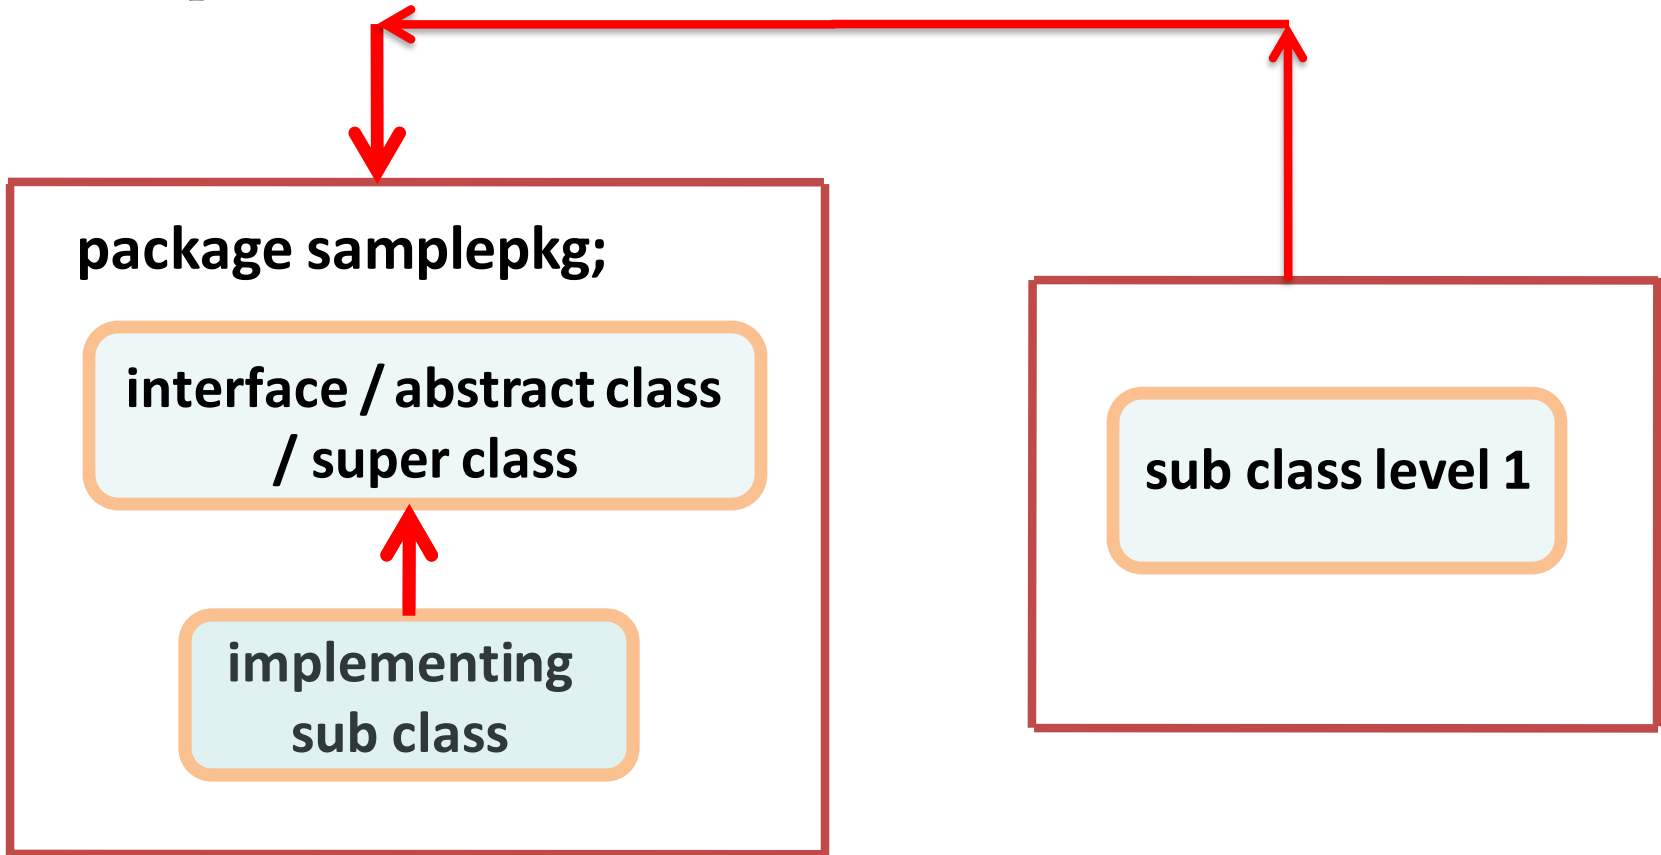 package samplepkg;
interface / abstract class
/ super class
implementing
sub class
sub class level 1